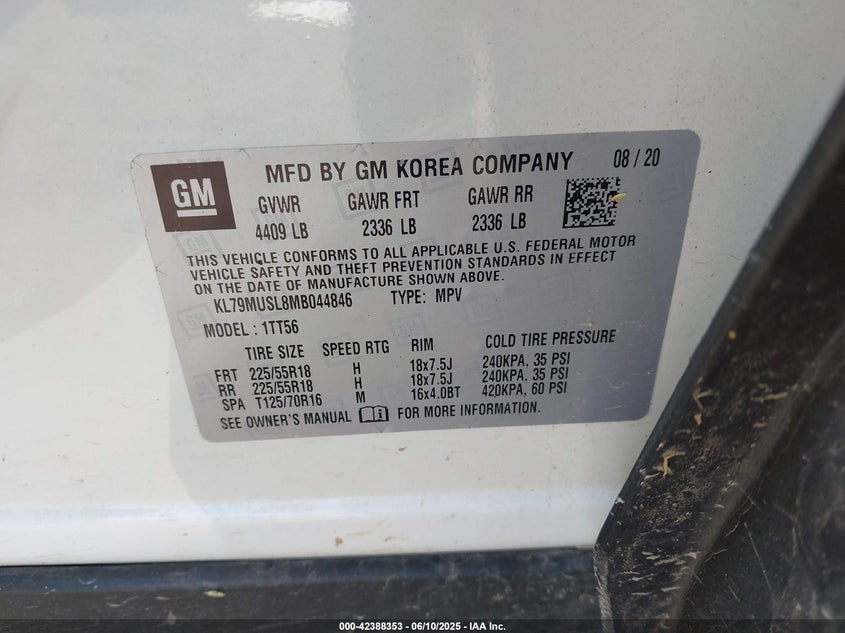 GM
MFD BY GM KOREA COMPANY 08/20
GVWR GAWR FRT GAWR RR
4409 LB 2336 LB 2336 LB
THIS VEHICLE CONFORMS TO ALL APPLICABLE U.S. FEDERAL MOTOR
VEHICLE SAFETY AND THEFT PREVENTION STANDARDS IN EFFECT
ON THE DATE OF MANUFACTURE SHOWN ABOVE.
KL79MUSL8MB044846 TYPE: MPV
MODEL : 1TT56
TIRE SIZE SPEED RTG RIM COLD TIRE PRESSURE
FRT 225/55R18 H 18x7.5J 240KPA, 35 PSI
RR 225/55R18 H 18x7.5J 240KPA, 35 PSI
SPA T125/70R16 M 16x4.0BT 420KPA, 60 PSI
SEE OWNER'S MANUAL FOR MORE INFORMATION.
000-42388353 - 06/10/2025 - IAA Inc.